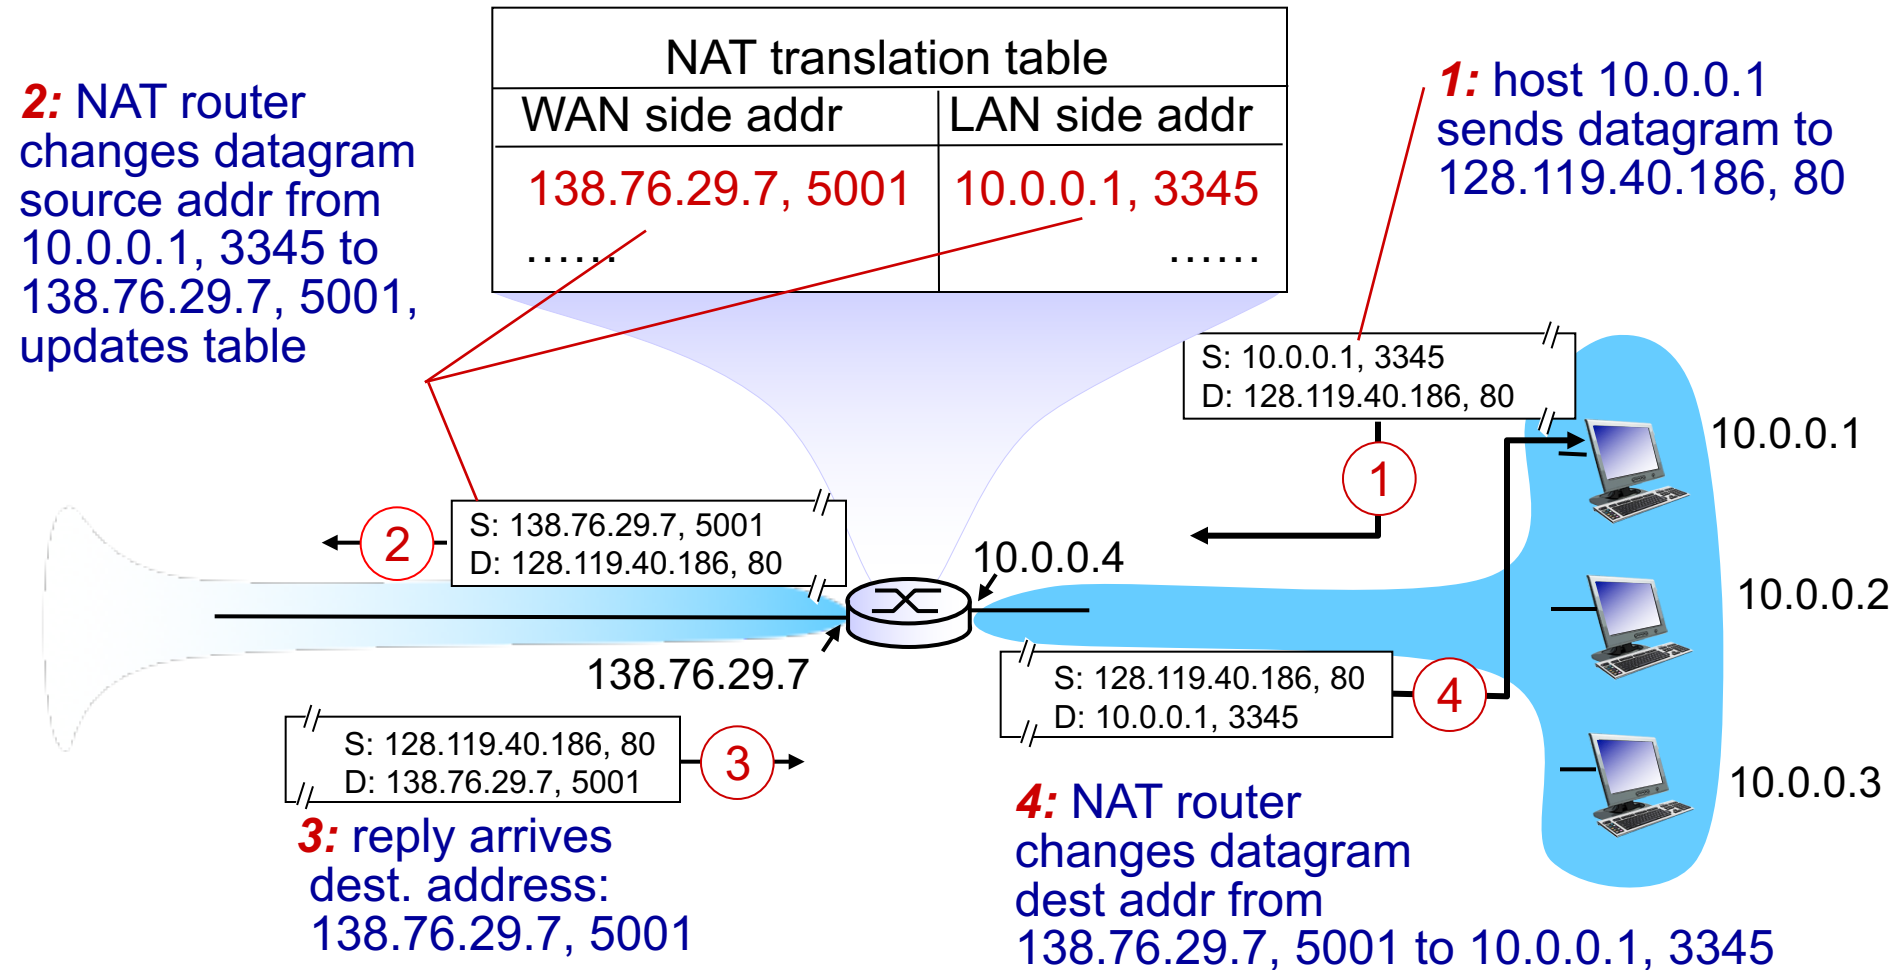 NAT translation table
WAN side addr
LAN side addr
138.76.29.7, 5001
10.0.0.1, 3345
......
......
2: NAT router
changes datagram
source addr from
10.0.0.1, 3345 to
138.76.29.7, 5001,
updates table
1: host 10.0.0.1
sends datagram to
128.119.40.186, 80
S: 10.0.0.1, 3345
D: 128.119.40.186, 80
1
10.0.0.1
S: 138.76.29.7, 5001
D: 128.119.40.186, 80
2
10.0.0.4
10.0.0.2
138.76.29.7
S: 128.119.40.186, 80
D: 10.0.0.1, 3345
4
S: 128.119.40.186, 80
D: 138.76.29.7, 5001
3
10.0.0.3
3: reply arrives
dest. address:
138.76.29.7, 5001
4: NAT router
changes datagram
dest addr from
138.76.29.7, 5001 to 10.0.0.1, 3345